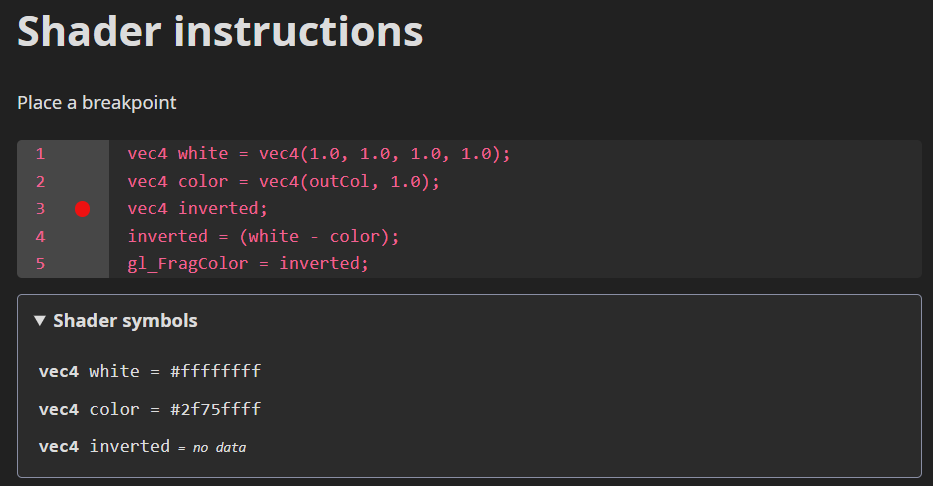 Shader instructions
Place a breakpoint
1 vec4 white = vec4(1.0, 1.0, 1.0, 1.0);
2 vec4 color = vec4(outCol, 1.0);
3 vec4 inverted;
4 inverted = (white - color);
5 gl_FragColor = inverted;
▼ Shader symbols
vec4 white = #ffffffff
vec4 color = #2f75ffff
vec4 inverted = no data